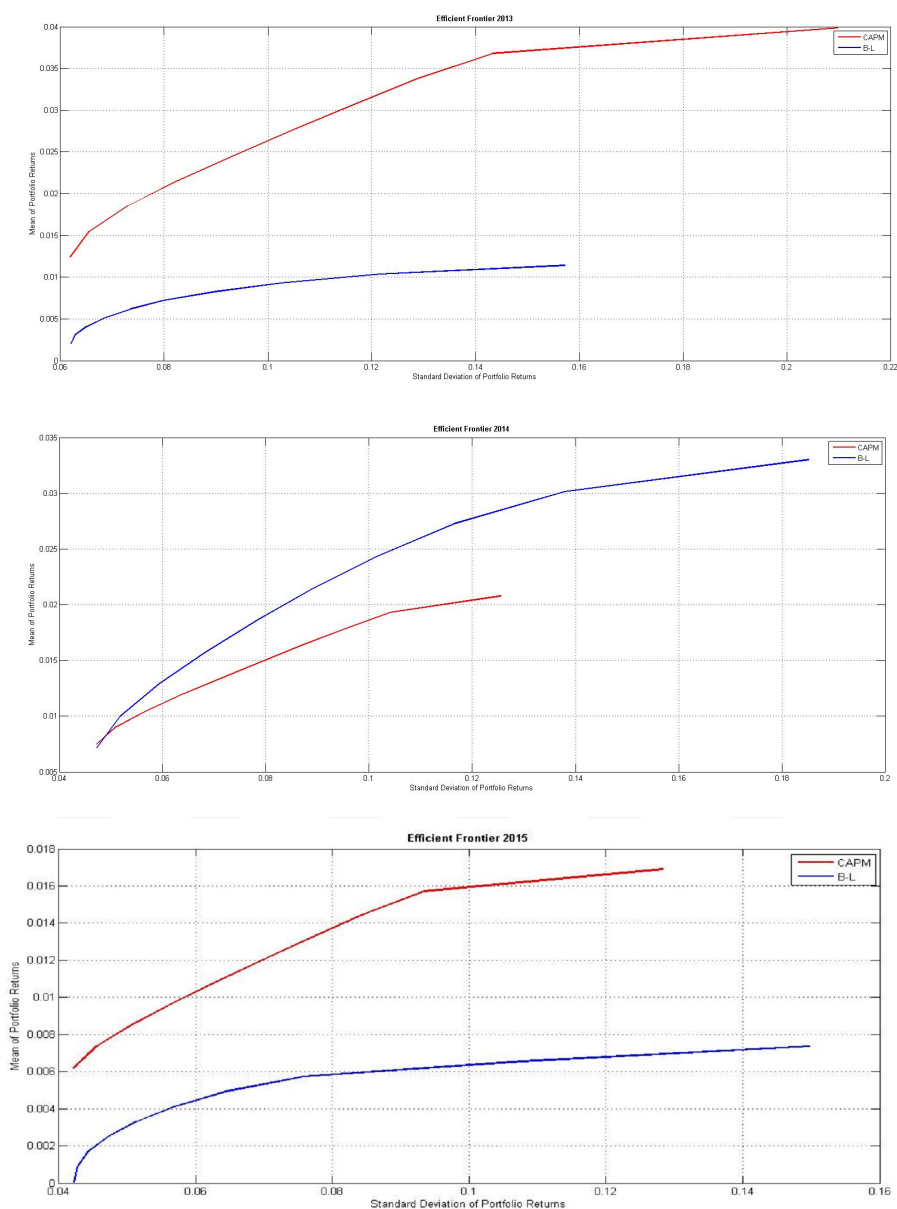 Efficient Frontier 2013
0.04
0.035
0.03
0.025
0.02
0.015
0.01
0.005
0
Mean of Portfolio Returns
CAPM
B-L
0.06 0.08 0.1 0.12 0.14 0.16 0.18 0.2 0.22
Standard Deviation of Portfolio Returns
Efficient Frontier 2014
0.035
0.03
0.025
0.02
0.015
0.01
0.005
Mean of Portfolio Returns
CAPM
B-L
0.04 0.06 0.08 0.1 0.12 0.14 0.16 0.18 0.2
Standard Deviation of Portfolio Returns
Efficient Frontier 2015
0.018
0.016
0.014
0.012
0.01
0.008
0.006
0.004
0.002
0
Mean of Portfolio Returns
CAPM
B-L
0.04 0.06 0.08 0.1 0.12 0.14 0.16
Standard Deviation of Portfolio Returns